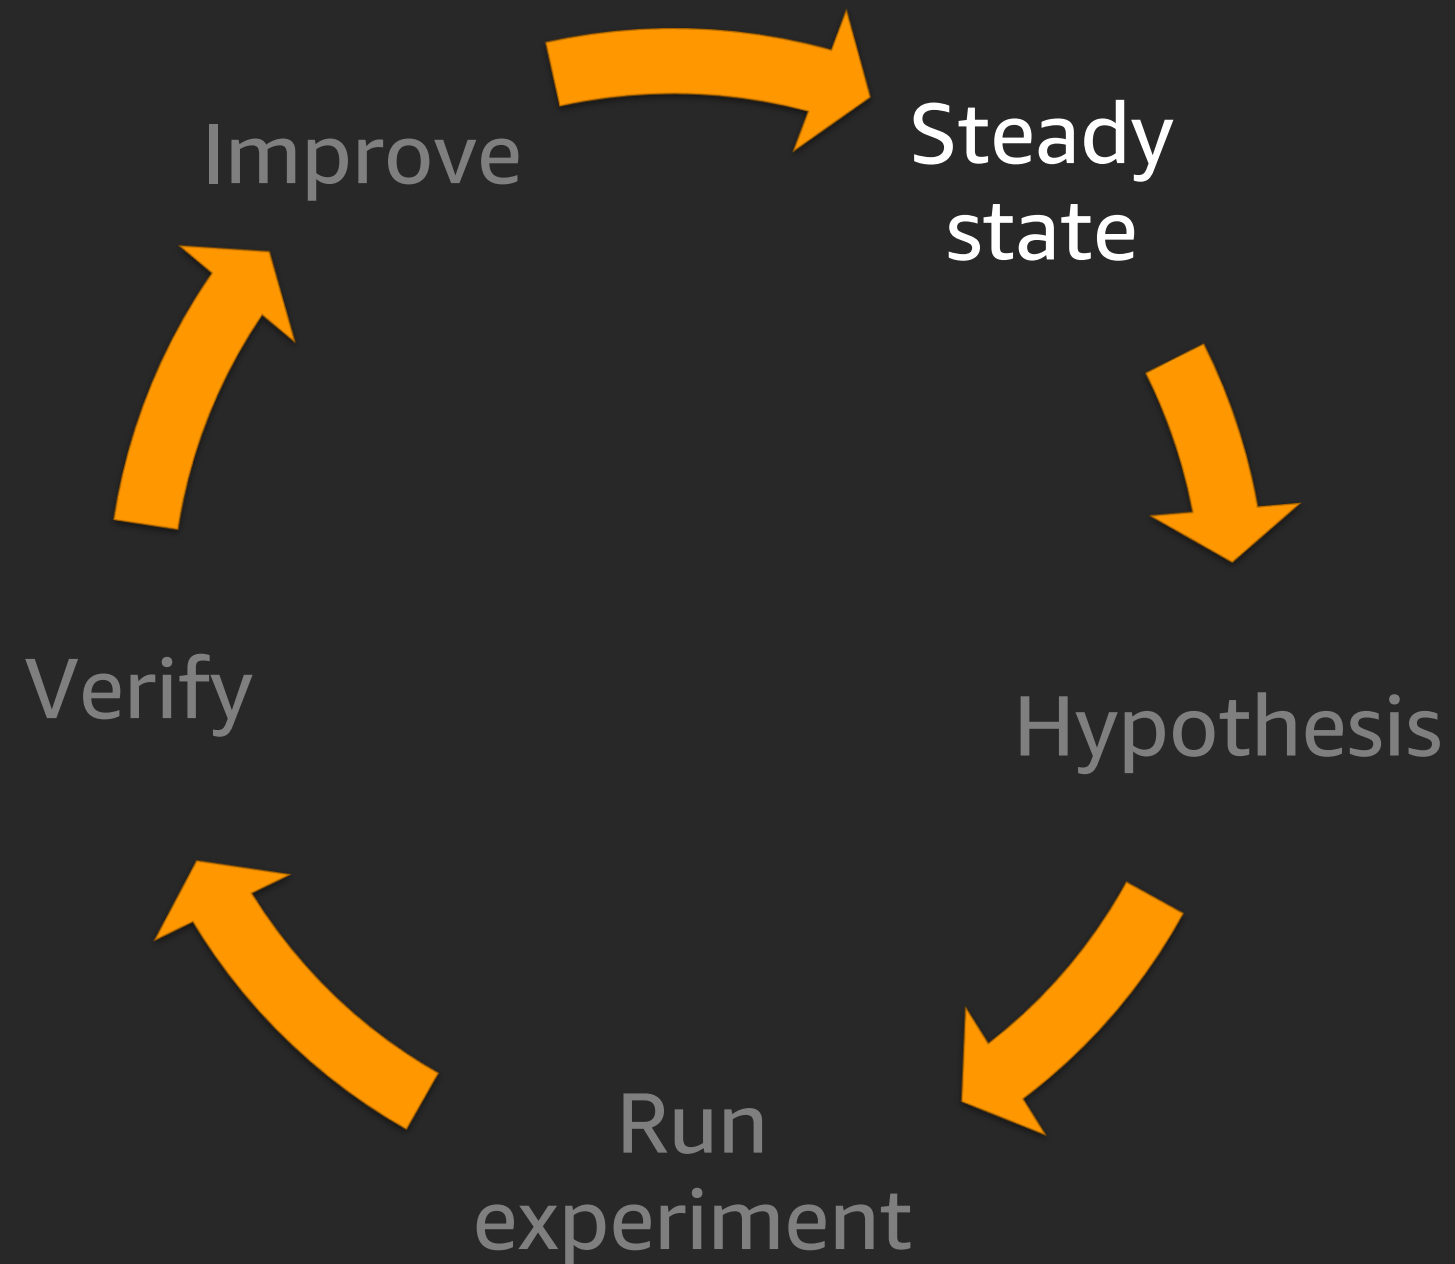 Improve
Steady
state
Verify
Hypothesis
Run
experiment